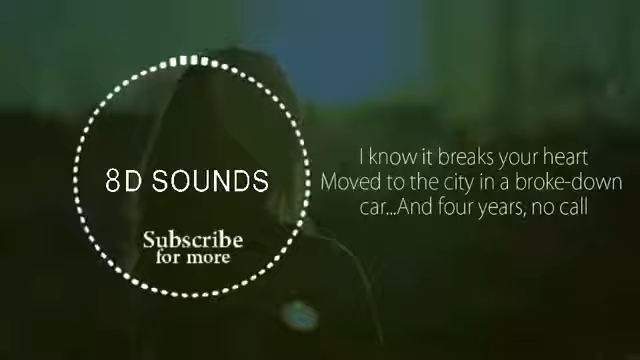 8D SOUNDS
Subscribe
for more
I know it breaks your heart
Moved to the city in a broke-down
car...And four years, no call